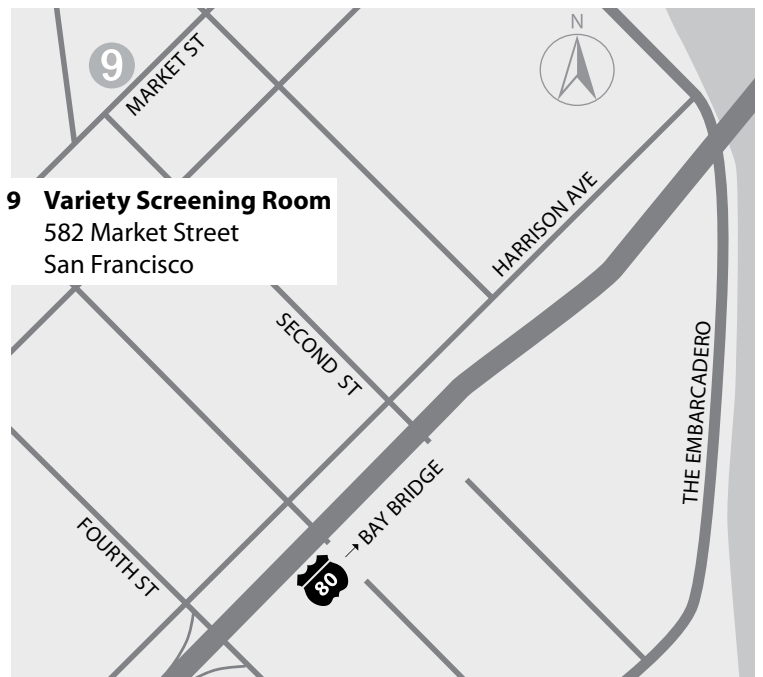 N
9
MARKET ST
9 Variety Screening Room
582 Market Street
San Francisco
HARRISON AVE
SECOND ST
THE EMBARCADERO
→ BAY BRIDGE
FOURTH ST
80